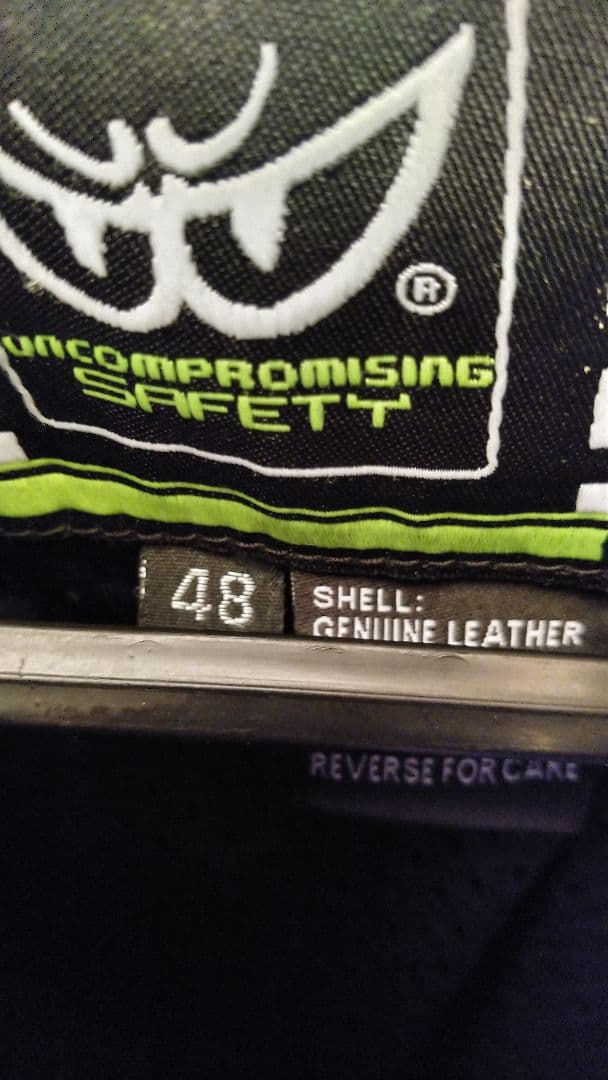 ®
UNCOMPROMISING
SAFETY
48
SHELL:
GENUINE LEATHER
REVERSE FOR CARE